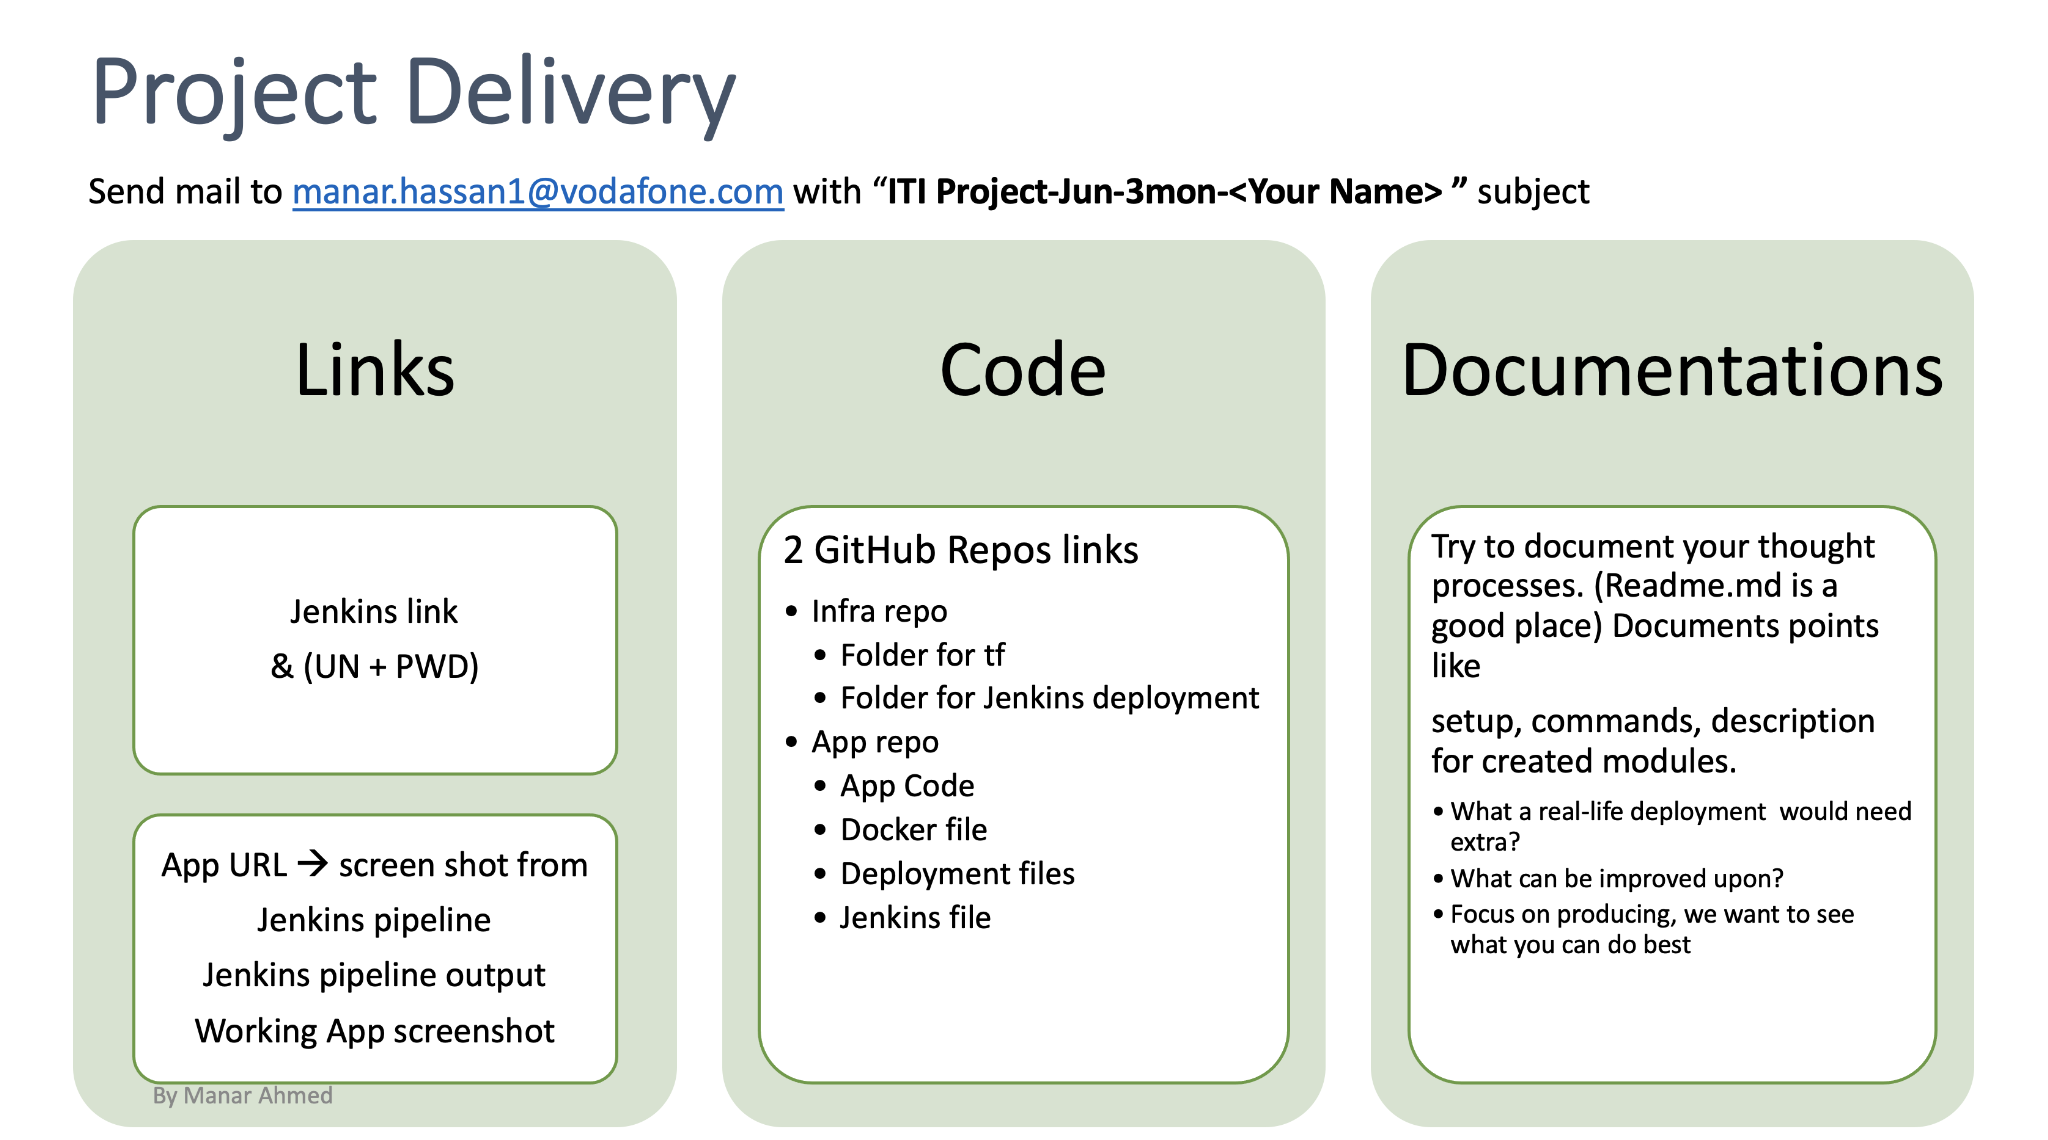 Project Delivery
Send mail to manar.hassan1@vodafone.com with “ITI Project-Jun-3mon-<Your Name> ” subject
Links
Jenkins link
& (UN + PWD)
App URL → screen shot from
Jenkins pipeline
Jenkins pipeline output
Working App screenshot
By Manar Ahmed
Code
2 GitHub Repos links
• Infra repo
• Folder for tf
• Folder for Jenkins deployment
• App repo
• App Code
• Docker file
• Deployment files
• Jenkins file
Documentations
Try to document your thought
processes. (Readme.md is a
good place) Documents points
like
setup, commands, description
for created modules.
• What a real-life deployment  would need
extra?
• What can be improved upon?
• Focus on producing, we want to see
what you can do best